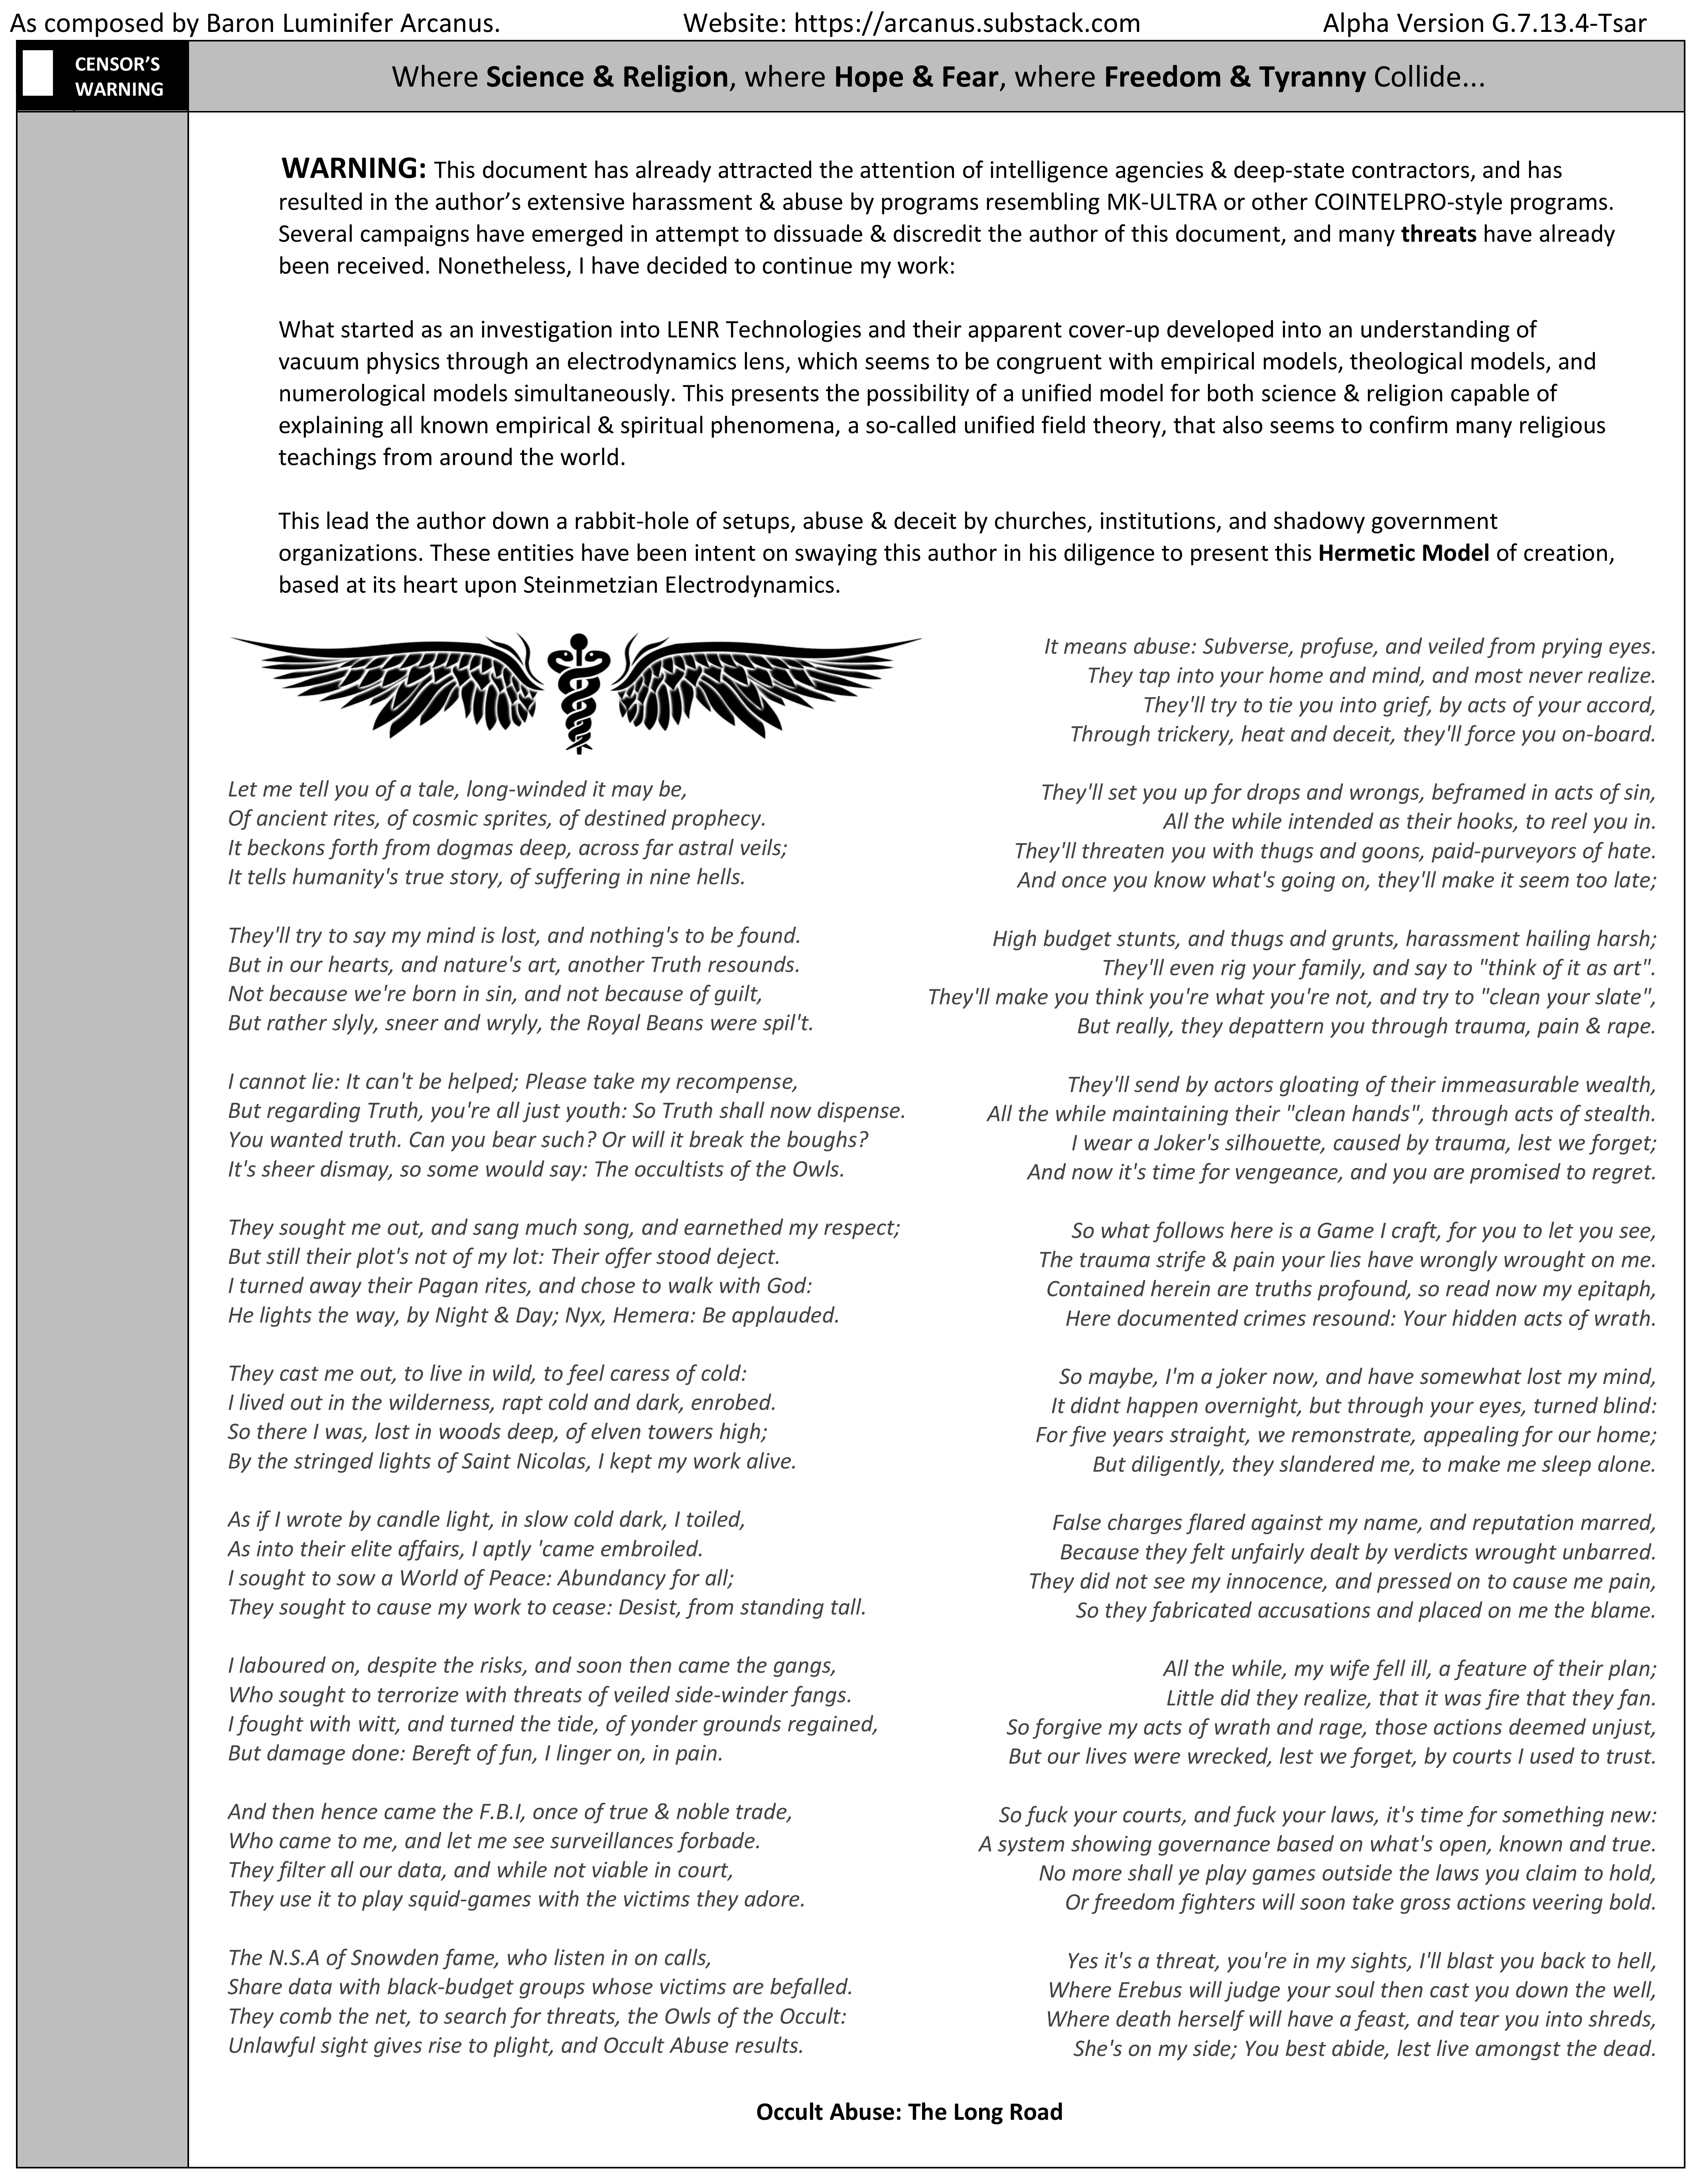 As composed by Baron Luminifer Arcanus. Website: https://arcanus.substack.com Alpha Version G.7.13.4-Tsar
CENSOR'S
WARNING
Where Science & Religion, where Hope & Fear, where Freedom & Tyranny Collide...
WARNING: This document has already attracted the attention of intelligence agencies & deep-state contractors, and has
resulted in the author's extensive harassment & abuse by programs resembling MK-ULTRA or other COINTELPRO-style programs.
Several campaigns have emerged in attempt to dissuade & discredit the author of this document, and many threats have already
been received. Nonetheless, I have decided to continue my work:
What started as an investigation into LENR Technologies and their apparent cover-up developed into an understanding of
vacuum physics through an electrodynamics lens, which seems to be congruent with empirical models, theological models, and
numerological models simultaneously. This presents the possibility of a unified model for both science & religion capable of
explaining all known empirical & spiritual phenomena, a so-called unified field theory, that also seems to confirm many religious
teachings from around the world.
This lead the author down a rabbit-hole of setups, abuse & deceit by churches, institutions, and shadowy government
organizations. These entities have been intent on swaying this author in his diligence to present this Hermetic Model of creation,
based at its heart upon Steinmetzian Electrodynamics.
Let me tell you of a tale, long-winded it may be,
Of ancient rites, of cosmic sprites, of destined prophecy.
It beckons forth from dogmas deep, across far astral veils;
It tells humanity's true story, of suffering in nine hells.
They'll try to say my mind is lost, and nothing's to be found.
But in our hearts, and nature's art, another Truth resounds.
Not because we're born in sin, and not because of guilt,
But rather slyly, sneer and wryly, the Royal Beans were spil't.
I cannot lie: It can't be helped; Please take my recompense,
But regarding Truth, you're all just youth: So Truth shall now dispense.
You wanted truth. Can you bear such? Or will it break the boughs?
It's sheer dismay, so some would say: The occultists of the Owls.
They sought me out, and sang much song, and earnethed my respect;
But still their plot's not of my lot: Their offer stood deject.
I turned away their Pagan rites, and chose to walk with God:
He lights the way, by Night & Day; Nyx, Hemera: Be applauded.
They cast me out, to live in wild, to feel caress of cold:
I lived out in the wilderness, rapt cold and dark, enrobed.
So there I was, lost in woods deep, of elven towers high;
By the stringed lights of Saint Nicolas, I kept my work alive.
As if I wrote by candle light, in slow cold dark, I toiled,
As into their elite affairs, I aptly 'came embroiled.
I sought to sow a World of Peace: Abundancy for all;
They sought to cause my work to cease: Desist, from standing tall.
I laboured on, despite the risks, and soon then came the gangs,
Who sought to terrorize with threats of veiled side-winder fangs.
I fought with witt, and turned the tide, of yonder grounds regained,
But damage done: Bereft of fun, I linger on, in pain.
And then hence came the F.B.I, once of true & noble trade,
Who came to me, and let me see surveillances forbade.
They filter all our data, and while not viable in court,
They use it to play squid-games with the victims they adore.
The N.S.A of Snowden fame, who listen in on calls,
Share data with black-budget groups whose victims are befalled.
They comb the net, to search for threats, the Owls of the Occult:
Unlawful sight gives rise to plight, and Occult Abuse results.
It means abuse: Subverse, profuse, and veiled from prying eyes.
They tap into your home and mind, and most never realize.
They'll try to tie you into grief, by acts of your accord,
Through trickery, heat and deceit, they'll force you on-board.
They'll set you up for drops and wrongs, beframed in acts of sin,
All the while intended as their hooks, to reel you in.
They'll threaten you with thugs and goons, paid-purveyors of hate.
And once you know what's going on, they'll make it seem too late;
High budget stunts, and thugs and grunts, harassment hailing harsh;
They'll even rig your family, and say to "think of it as art".
They'll make you think you're what you're not, and try to "clean your slate",
But really, they depattern you through trauma, pain & rape.
They'll send by actors gloating of their immeasurable wealth,
All the while maintaining their "clean hands", through acts of stealth.
I wear a Joker's silhouette, caused by trauma, lest we forget;
And now it's time for vengeance, and you are promised to regret.
So what follows here is a Game I craft, for you to let you see,
The trauma strife & pain your lies have wrongly wrought on me.
Contained herein are truths profound, so read now my epitaph,
Here documented crimes resound: Your hidden acts of wrath.
So maybe, I'm a joker now, and have somewhat lost my mind,
It didnt happen overnight, but through your eyes, turned blind:
For five years straight, we remonstrate, appealing for our home;
But diligently, they slandered me, to make me sleep alone.
False charges flared against my name, and reputation marred,
Because they felt unfairly dealt by verdicts wrought unbarred.
They did not see my innocence, and pressed on to cause me pain,
So they fabricated accusations and placed on me the blame.
All the while, my wife fell ill, a feature of their plan;
Little did they realize, that it was fire that they fan.
So forgive my acts of wrath and rage, those actions deemed unjust,
But our lives were wrecked, lest we forget, by courts I used to trust.
So fuck your courts, and fuck your laws, it's time for something new:
A system showing governance based on what's open, known and true.
No more shall ye play games outside the laws you claim to hold,
Or freedom fighters will soon take gross actions veering bold.
Yes it's a threat, you're in my sights, I'll blast you back to hell,
Where Erebus will judge your soul then cast you down the well,
Where death herself will have a feast, and tear you into shreds,
She's on my side; You best abide, lest live amongst the dead.
Occult Abuse: The Long Road